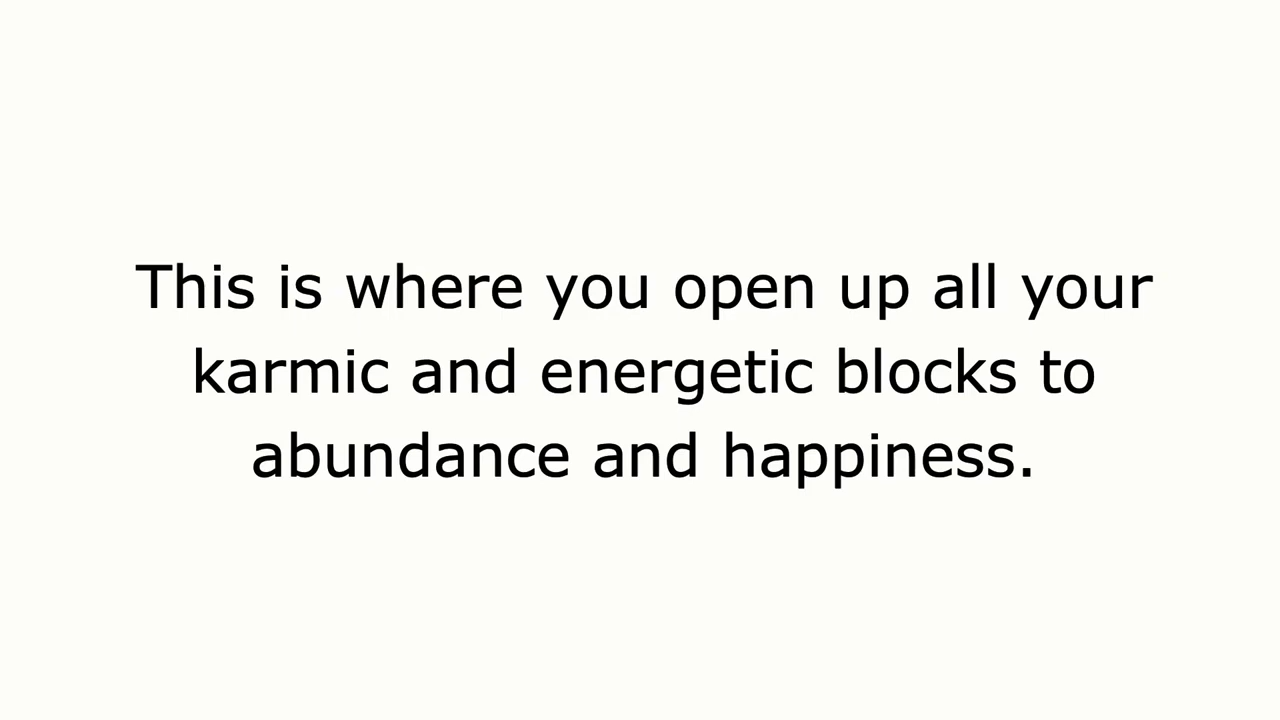 This is where you open up all your
karmic and energetic blocks to
abundance and happiness.